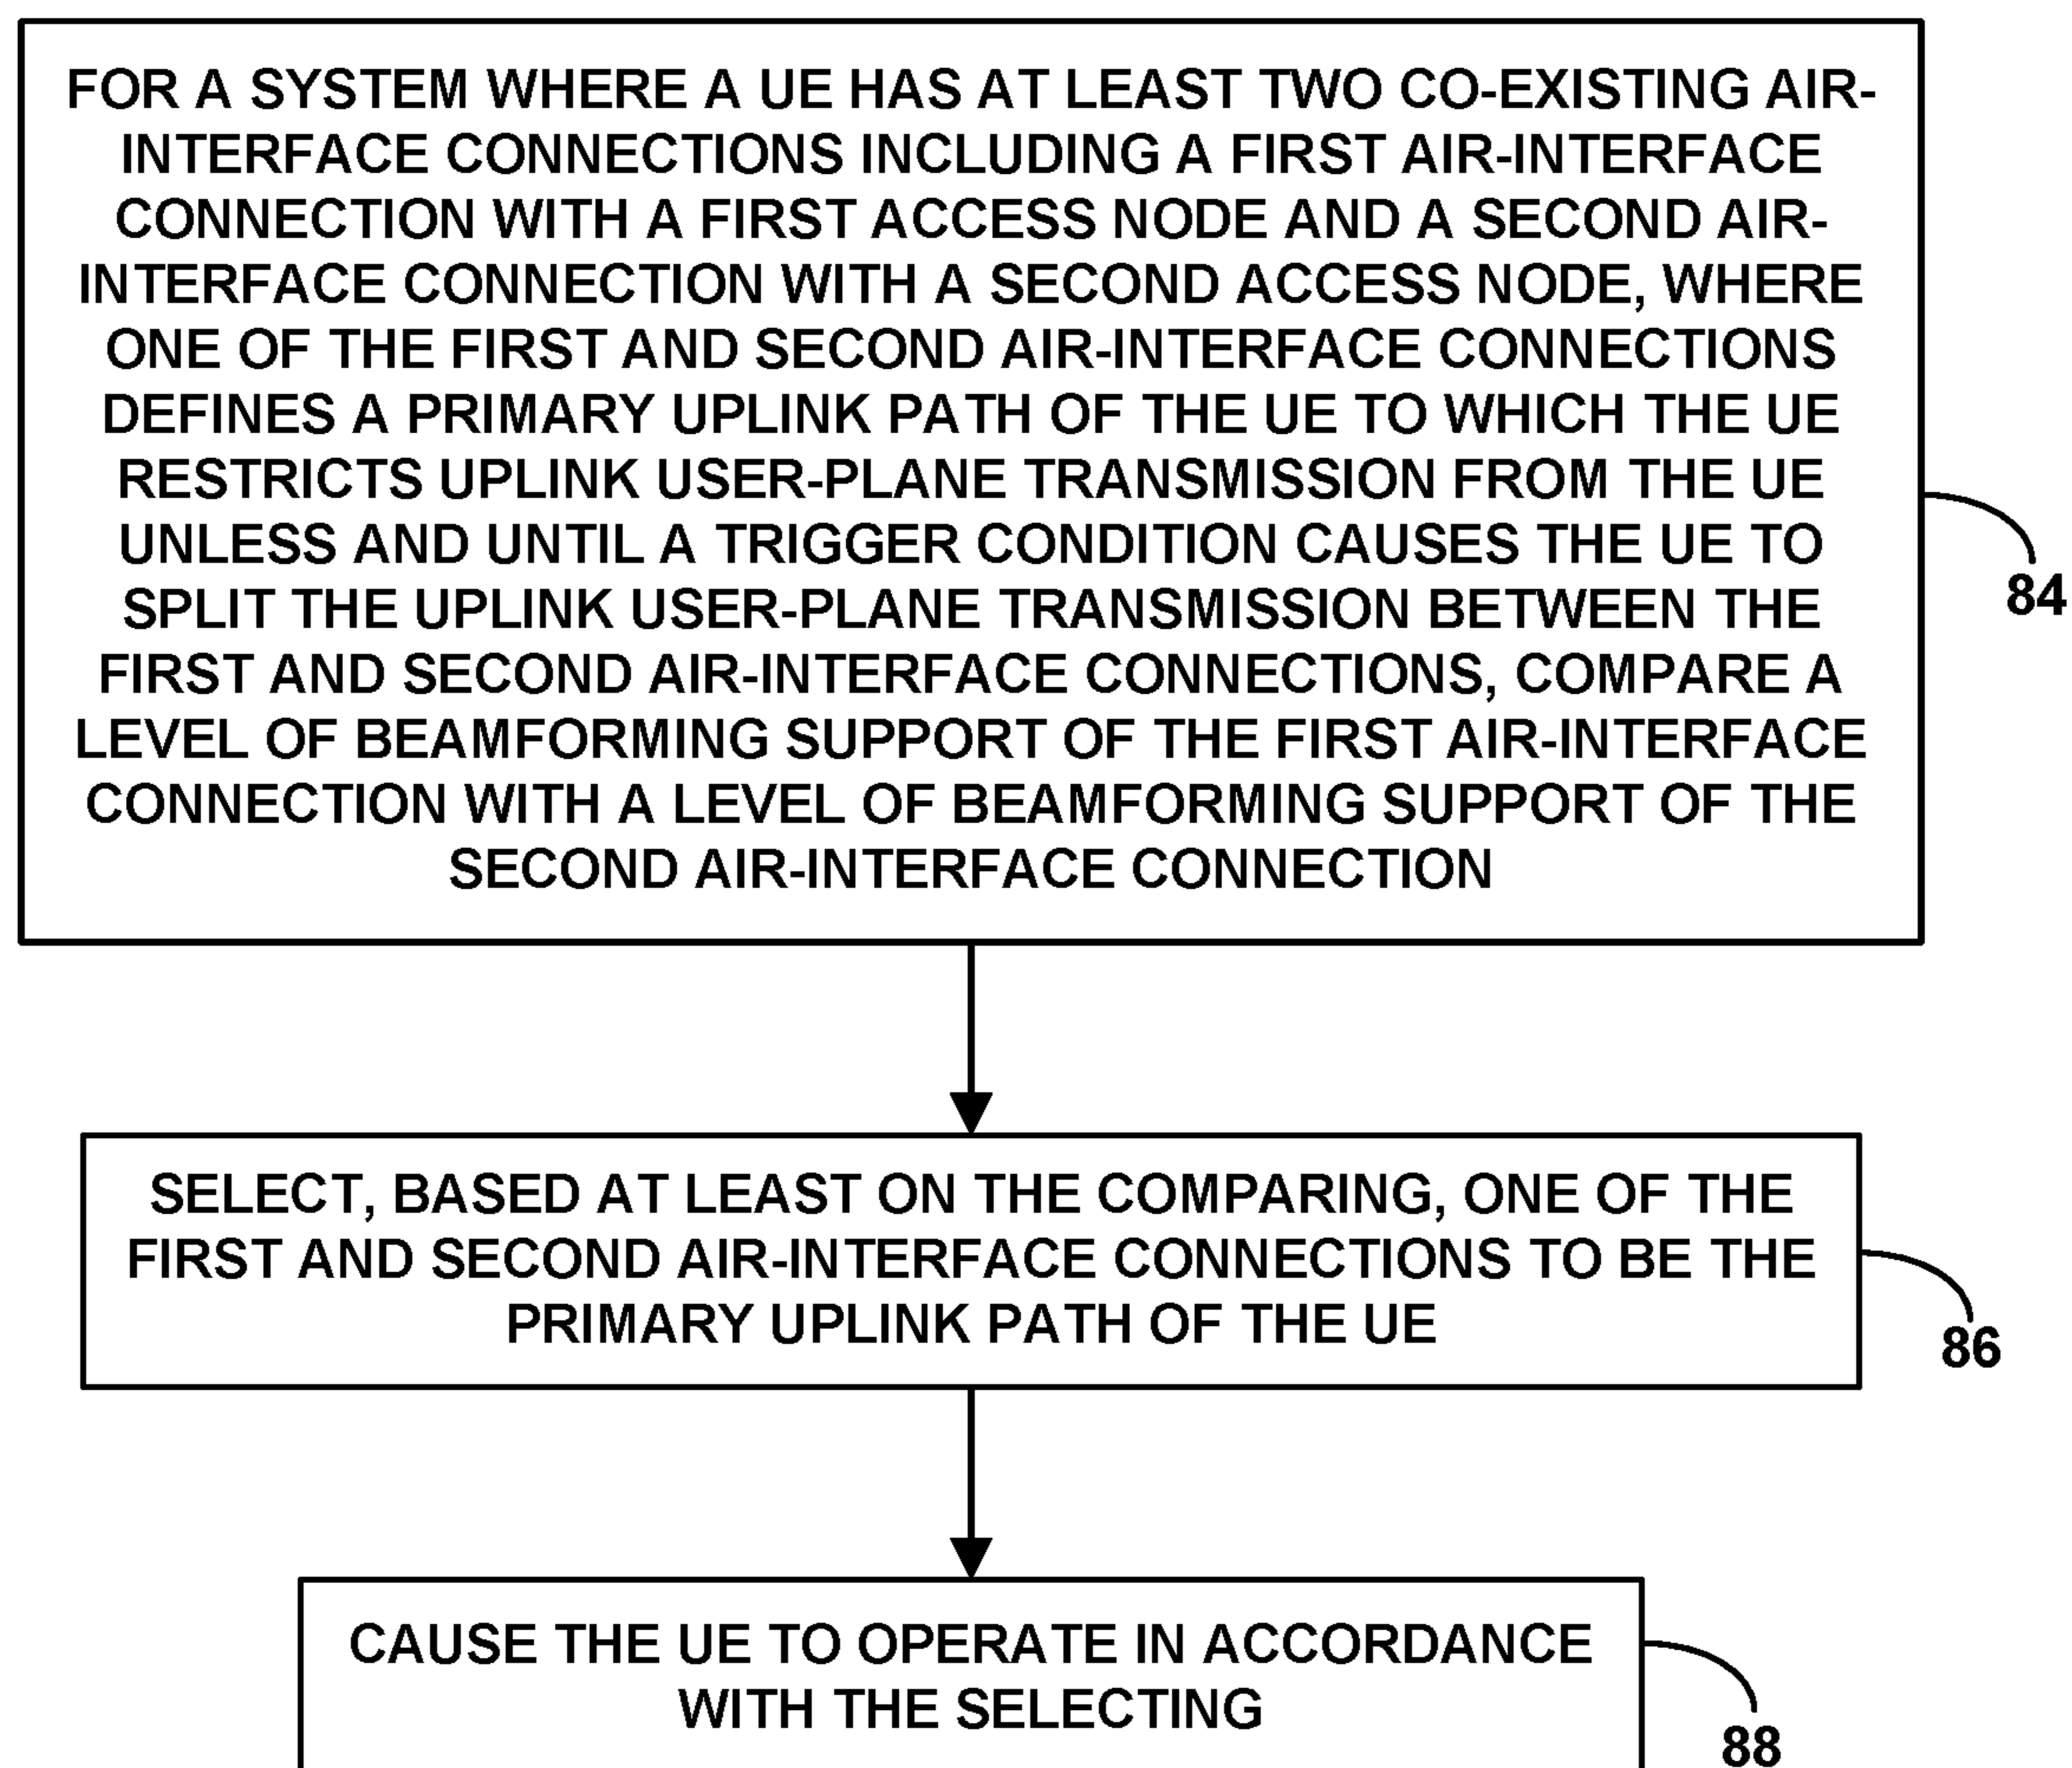 FOR A SYSTEM WHERE A UE HAS AT LEAST TWO CO-EXISTING AIR-
INTERFACE CONNECTIONS INCLUDING A FIRST AIR-INTERFACE
CONNECTION WITH A FIRST ACCESS NODE AND A SECOND AIR-
INTERFACE CONNECTION WITH A SECOND ACCESS NODE, WHERE
ONE OF THE FIRST AND SECOND AIR-INTERFACE CONNECTIONS
DEFINES A PRIMARY UPLINK PATH OF THE UE TO WHICH THE UE
RESTRICTS UPLINK USER-PLANE TRANSMISSION FROM THE UE
UNLESS AND UNTIL A TRIGGER CONDITION CAUSES THE UE TO
SPLIT THE UPLINK USER-PLANE TRANSMISSION BETWEEN THE
FIRST AND SECOND AIR-INTERFACE CONNECTIONS, COMPARE A
LEVEL OF BEAMFORMING SUPPORT OF THE FIRST AIR-INTERFACE
CONNECTION WITH A LEVEL OF BEAMFORMING SUPPORT OF THE
SECOND AIR-INTERFACE CONNECTION
84
SELECT, BASED AT LEAST ON THE COMPARING, ONE OF THE
FIRST AND SECOND AIR-INTERFACE CONNECTIONS TO BE THE
PRIMARY UPLINK PATH OF THE UE
86
CAUSE THE UE TO OPERATE IN ACCORDANCE
WITH THE SELECTING
88